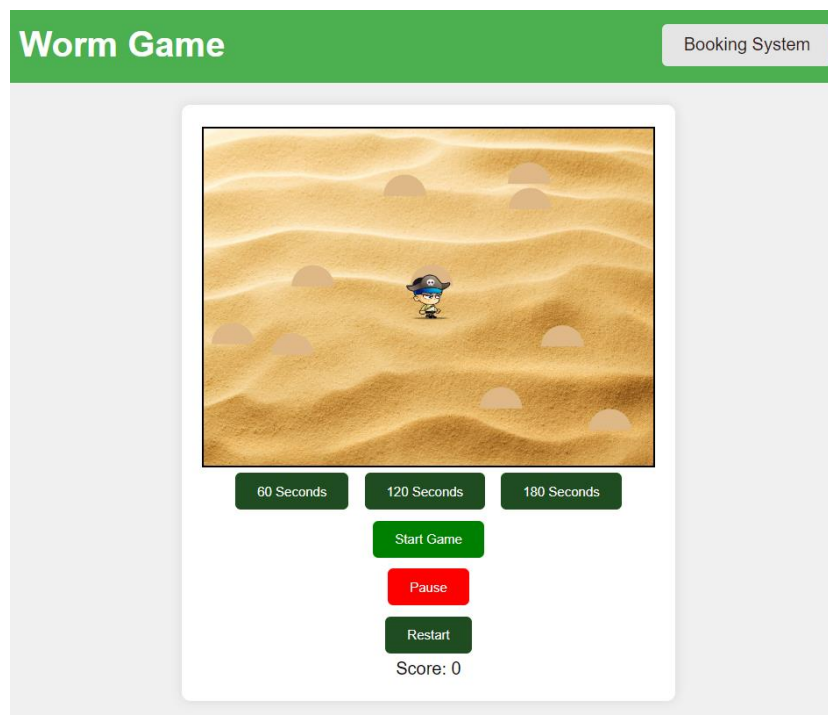 Worm Game
Booking System
60 Seconds 120 Seconds 180 Seconds
Start Game
Pause
Restart
Score: 0